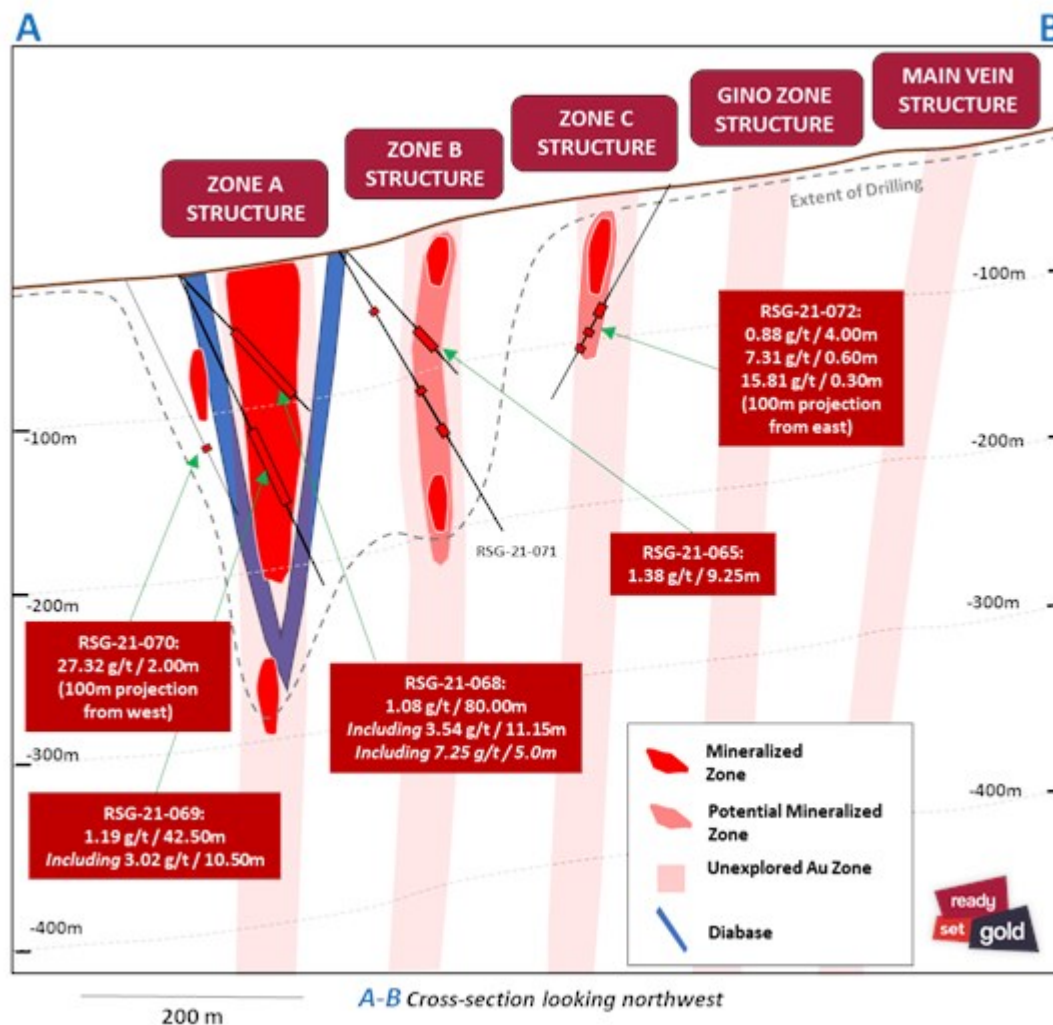 A
B
ZONE A
STRUCTURE
ZONE B
STRUCTURE
ZONE C
STRUCTURE
GINO ZONE
STRUCTURE
MAIN VEIN
STRUCTURE
Extent of Drilling
-100m
-200m
-300m
-400m
-100m
-200m
-300m
-400m
RSG-21-072:
0.88 g/t / 4.00m
7.31 g/t / 0.60m
15.81 g/t / 0.30m
(100m projection
from east)
RSG-21-071
RSG-21-065:
1.38 g/t / 9.25m
RSG-21-070:
27.32 g/t / 2.00m
(100m projection
from west)
RSG-21-068:
1.08 g/t / 80.00m
Including 3.54 g/t / 11.15m
Including 7.25 g/t / 5.0m
RSG-21-069:
1.19 g/t / 42.50m
Including 3.02 g/t / 10.50m
Mineralized
Zone
Potential Mineralized
Zone
Unexplored Au Zone
Diabase
ready
set gold
A-B Cross-section looking northwest
200 m